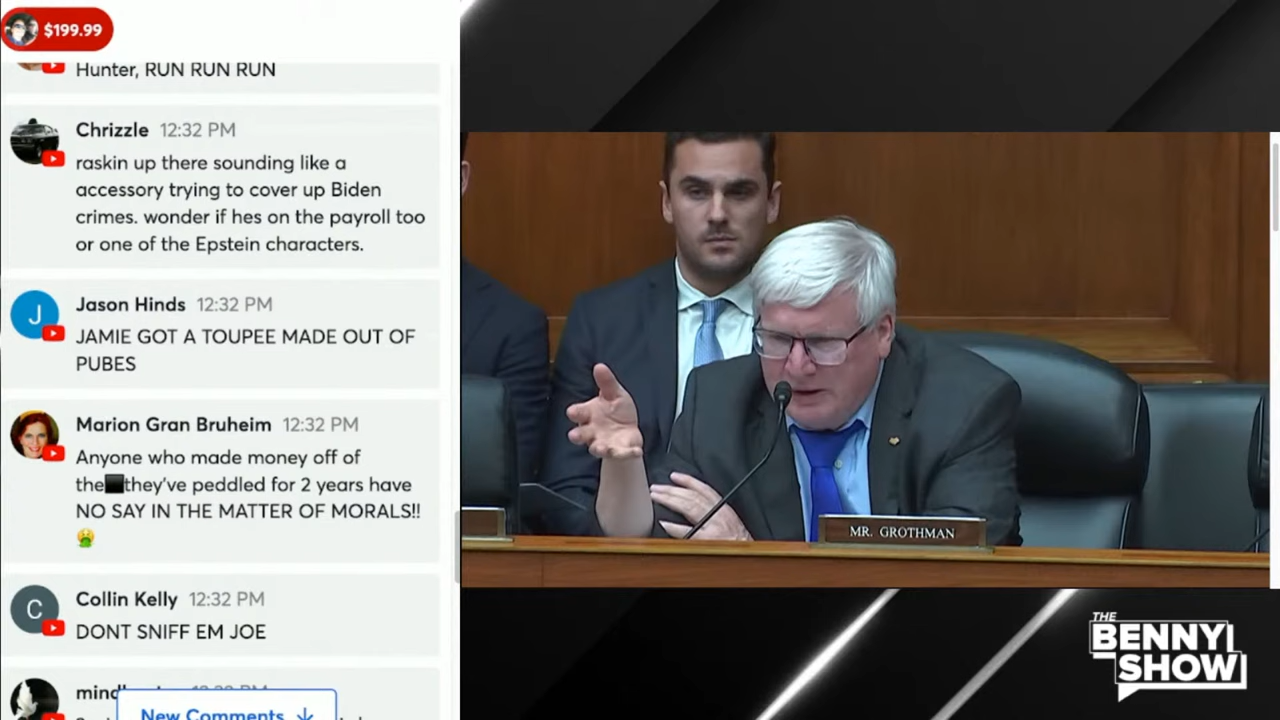 $199.99
Hunter, RUN RUN RUN
Chrizzle 12:32 PM
raskin up there sounding like a
accessory trying to cover up Biden
crimes. wonder if hes on the payroll too
or one of the Epstein characters.
Jason Hinds 12:32 PM
JAMIE GOT A TOUPEE MADE OUT OF
PUBES
Marion Gran Bruheim 12:32 PM
Anyone who made money off of
the⬛they've peddled for 2 years have
NO SAY IN THE MATTER OF MORALS!!
🤮
Collin Kelly 12:32 PM
DONT SNIFF EM JOE
New Comments ↓
MR. GROTHMAN
THE
BENNY
SHOW